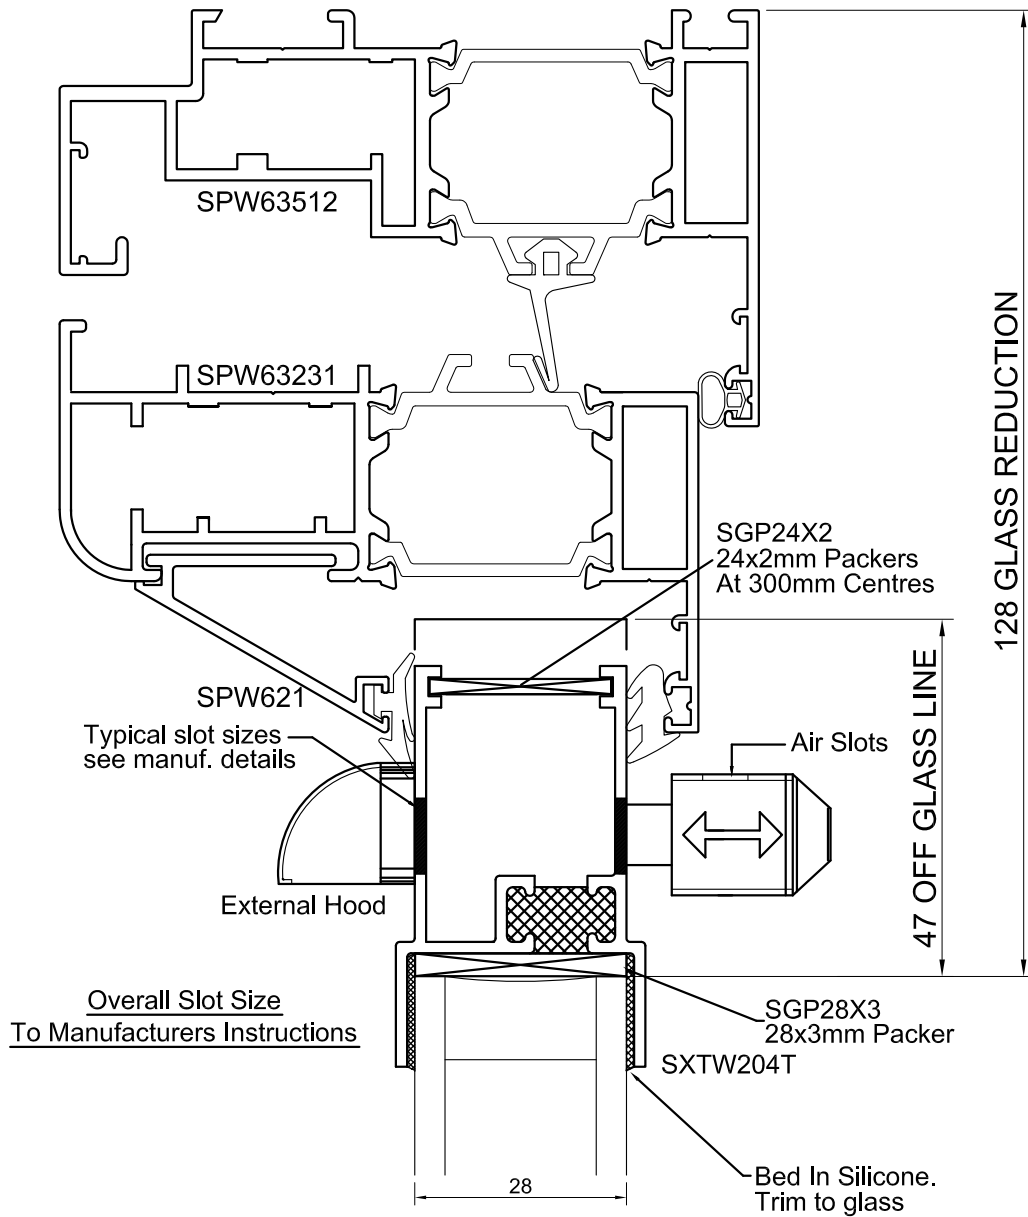 SPW63512
128 GLASS REDUCTION
SPW63231
SGP24X2
24x2mm Packers
At 300mm Centres
SPW621
Typical slot sizes
see manuf. details
Air Slots
47 OFF GLASS LINE
External Hood
Overall Slot Size
To Manufacturers Instructions
SGP28X3
28x3mm Packer
SXTW204T
28
Bed In Silicone.
Trim to glass